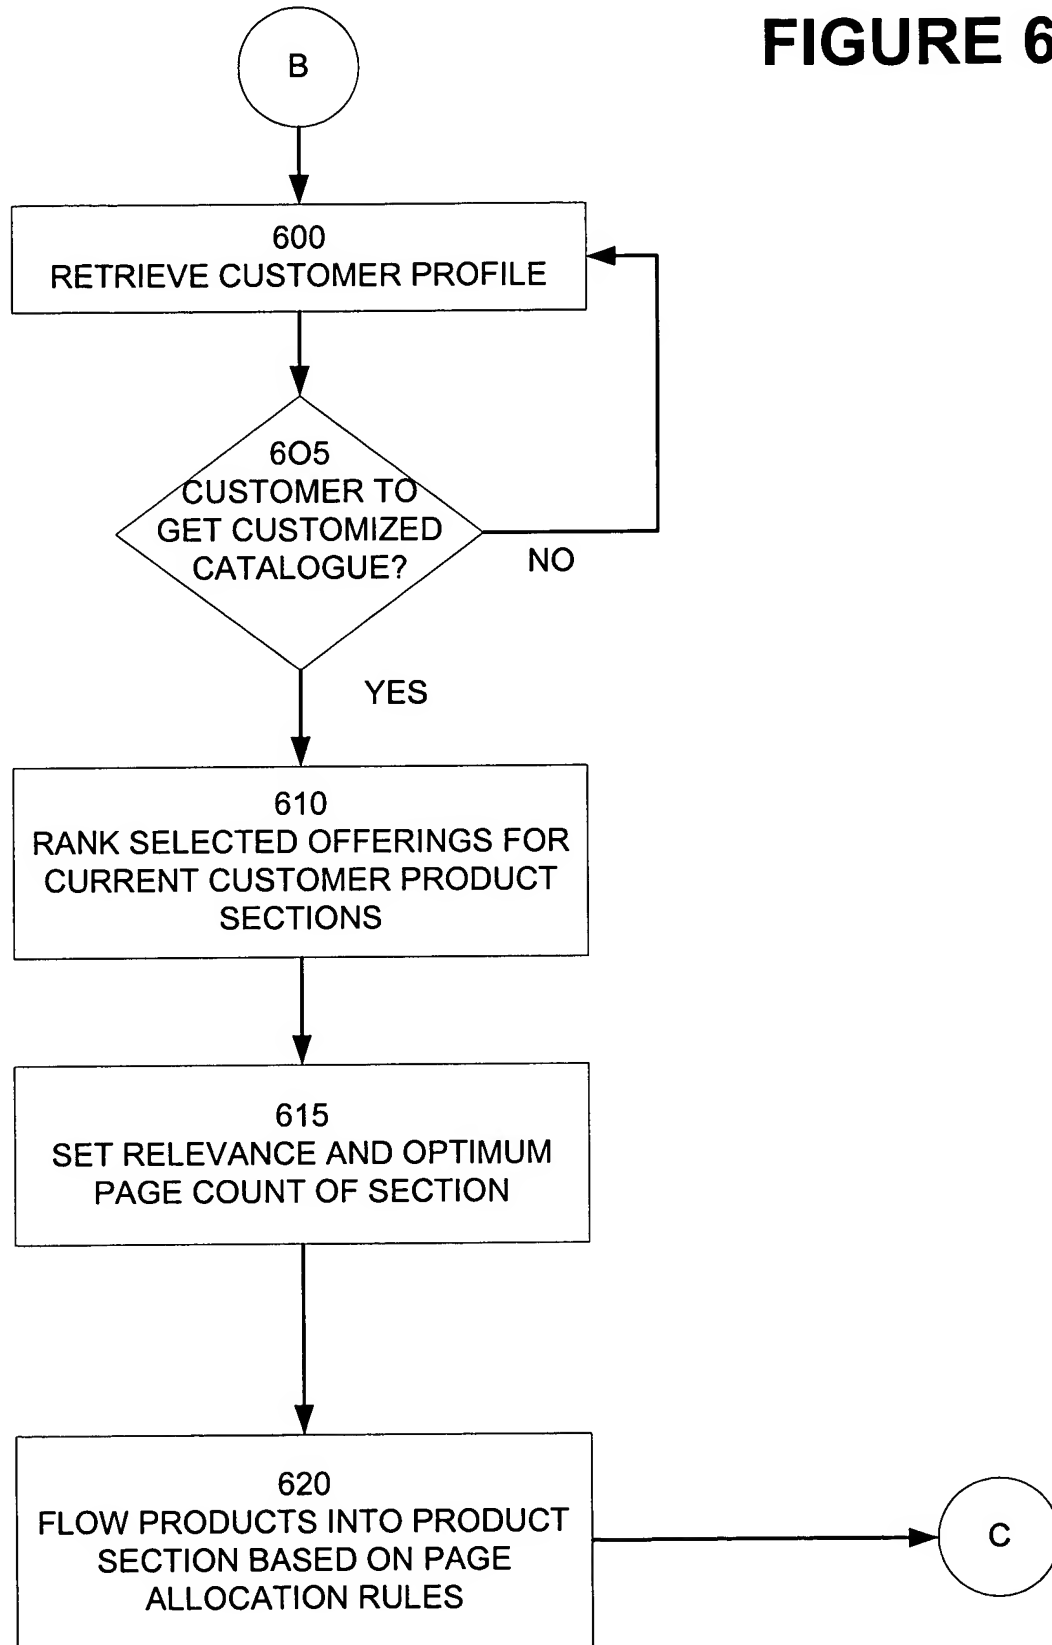 FIGURE 6
B
600
RETRIEVE CUSTOMER PROFILE
6O5
CUSTOMER TO
GET CUSTOMIZED
CATALOGUE?
NO
YES
610
RANK SELECTED OFFERINGS FOR
CURRENT CUSTOMER PRODUCT
SECTIONS
615
SET RELEVANCE AND OPTIMUM
PAGE COUNT OF SECTION
620
FLOW PRODUCTS INTO PRODUCT
SECTION BASED ON PAGE
ALLOCATION RULES
C